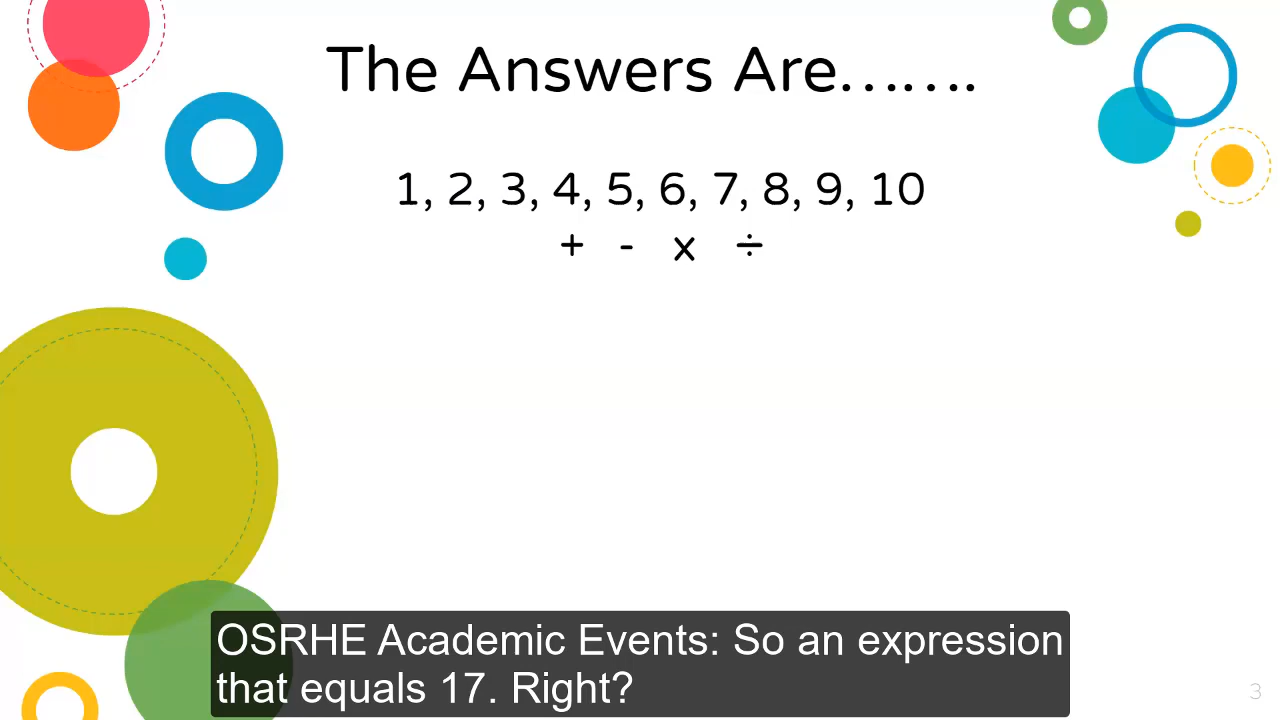 The Answers Are…….
1, 2, 3, 4, 5, 6, 7, 8, 9, 10
+ - x ÷
OSRHE Academic Events: So an expression
that equals 17. Right?
3